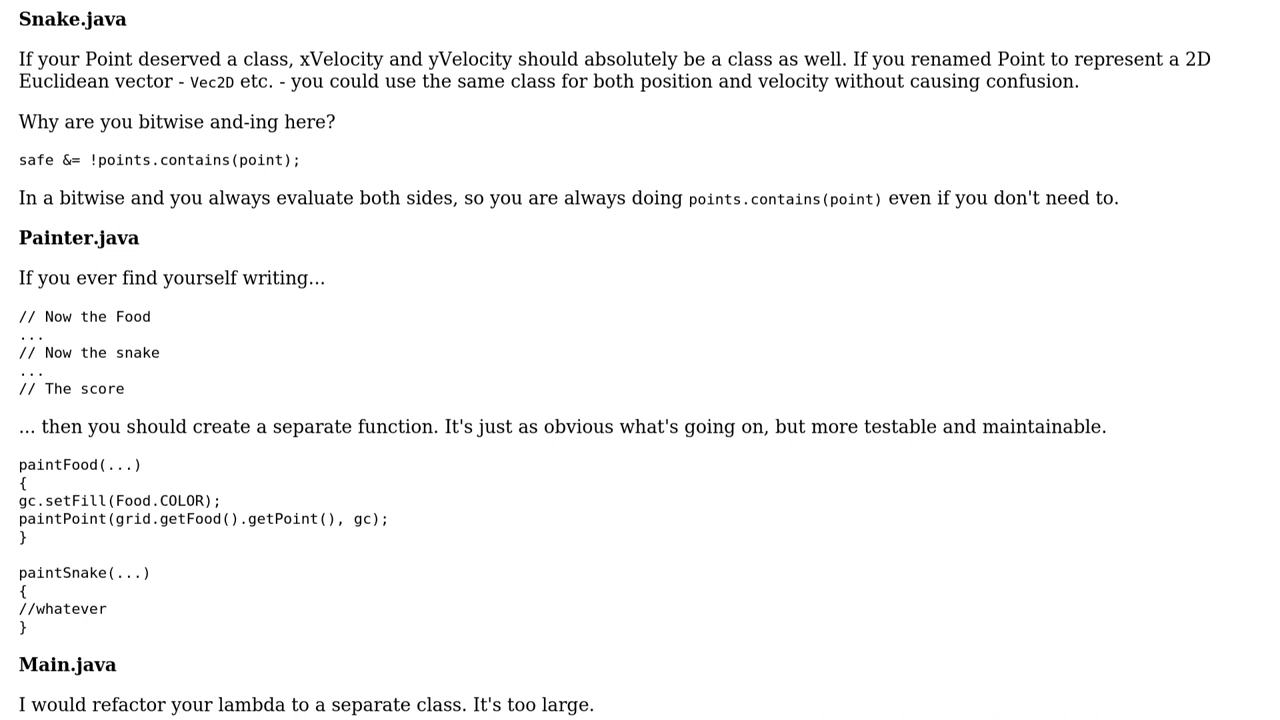 Snake.java
If your Point deserved a class, xVelocity and yVelocity should absolutely be a class as well. If you renamed Point to represent a 2D
Euclidean vector - Vec2D etc. - you could use the same class for both position and velocity without causing confusion.
Why are you bitwise and-ing here?
safe &= !points.contains(point);
In a bitwise and you always evaluate both sides, so you are always doing points.contains(point) even if you don't need to.
Painter.java
If you ever find yourself writing...
// Now the Food
...
// Now the snake
...
// The score
... then you should create a separate function. It's just as obvious what's going on, but more testable and maintainable.
paintFood(...)
{
gc.setFill(Food.COLOR);
paintPoint(grid.getFood().getPoint(), gc);
}
paintSnake(...)
{
//whatever
}
Main.java
I would refactor your lambda to a separate class. It's too large.